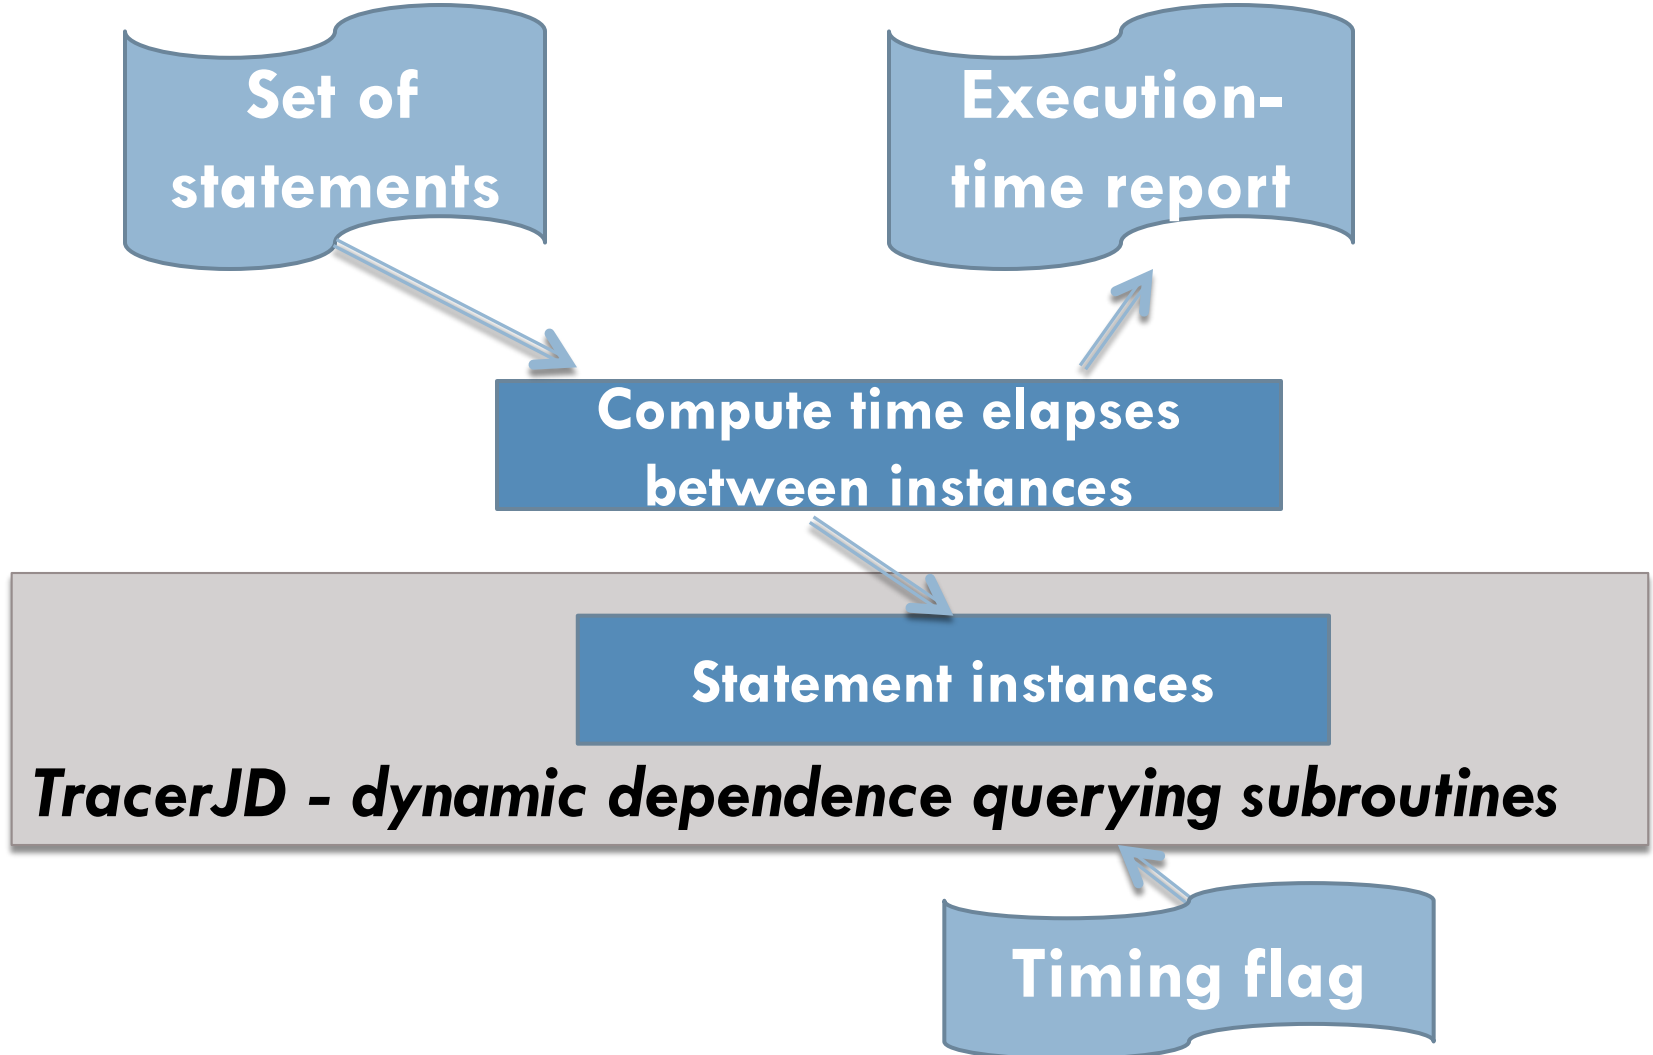 Set of
statements
Execution-
time report
Compute time elapses
between instances
Statement instances
TracerJD - dynamic dependence querying subroutines
Timing flag